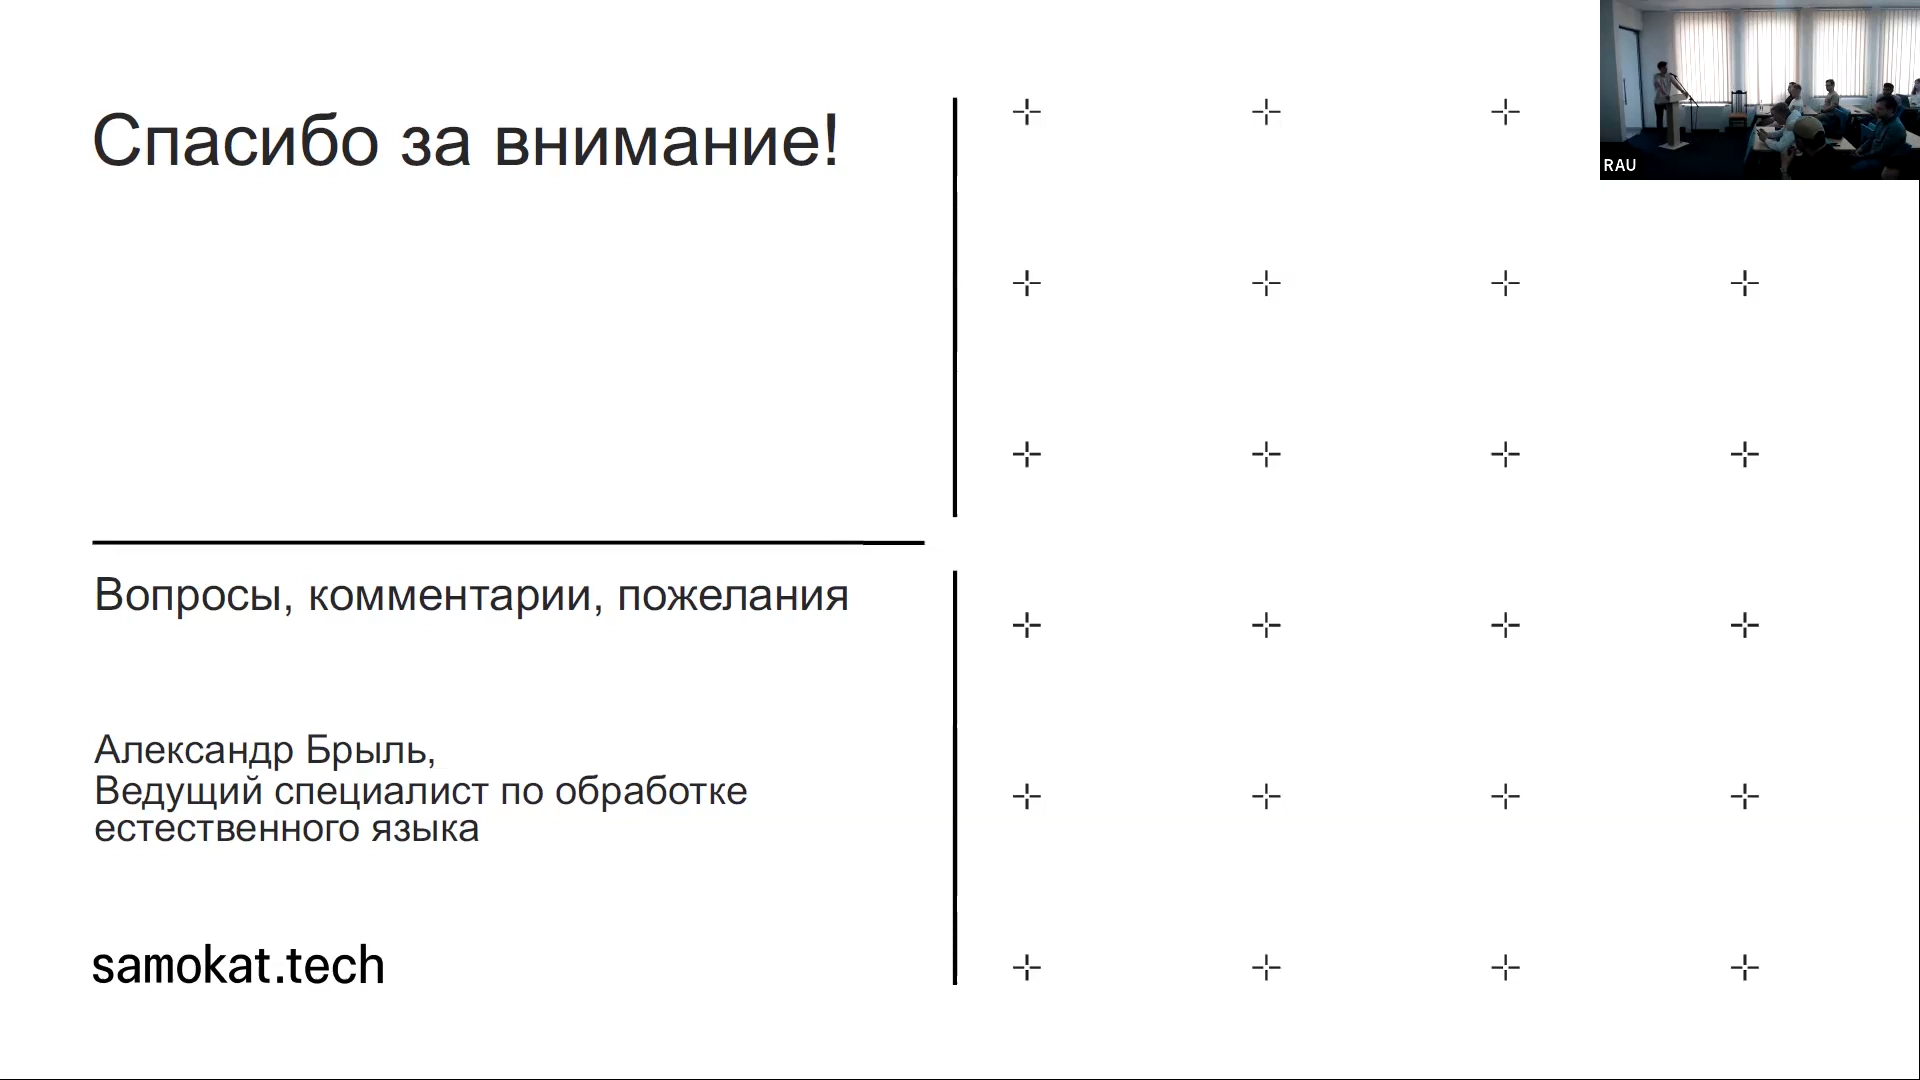 Спасибо за внимание!
RAU
Вопросы, комментарии, пожелания
Александр Брыль,
Ведущий специалист по обработке
естественного языка
samokat.tech